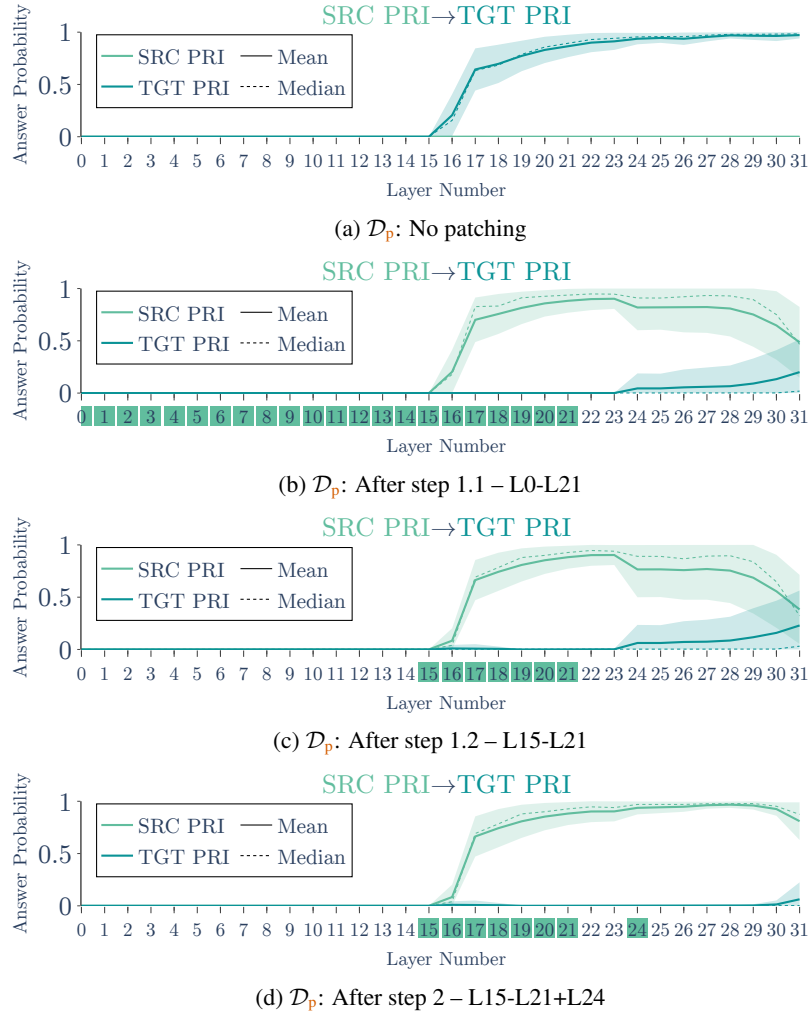 SRC PRI→TGT PRI
Answer Probability
1
0.5
0
SRC PRI Mean
TGT PRI Median
0 1 2 3 4 5 6 7 8 9 10 11 12 13 14 15 16 17 18 19 20 21 22 23 24 25 26 27 28 29 30 31
Layer Number
(a) 𝒟p: No patching
SRC PRI→TGT PRI
Answer Probability
1
0.5
0
SRC PRI Mean
TGT PRI Median
0 1 2 3 4 5 6 7 8 9 10 11 12 13 14 15 16 17 18 19 20 21 22 23 24 25 26 27 28 29 30 31
Layer Number
(b) 𝒟p: After step 1.1 – L0-L21
SRC PRI→TGT PRI
Answer Probability
1
0.5
0
SRC PRI Mean
TGT PRI Median
0 1 2 3 4 5 6 7 8 9 10 11 12 13 14 15 16 17 18 19 20 21 22 23 24 25 26 27 28 29 30 31
Layer Number
(c) 𝒟p: After step 1.2 – L15-L21
SRC PRI→TGT PRI
Answer Probability
1
0.5
0
SRC PRI Mean
TGT PRI Median
0 1 2 3 4 5 6 7 8 9 10 11 12 13 14 15 16 17 18 19 20 21 22 23 24 25 26 27 28 29 30 31
Layer Number
(d) 𝒟p: After step 2 – L15-L21+L24